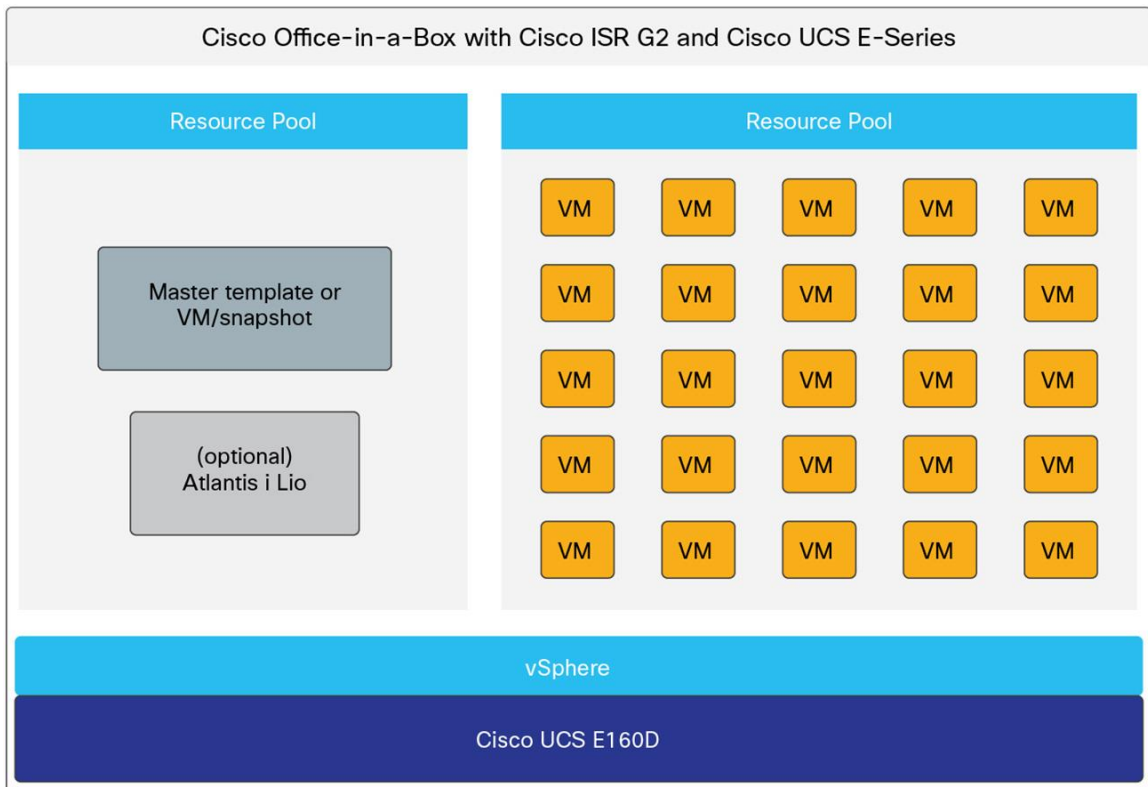 Cisco Office-in-a-Box with Cisco ISR G2 and Cisco UCS E-Series
Resource Pool
Master template or
VM/snapshot
(optional)
Atlantis i Lio
Resource Pool
VM VM VM VM VM
VM VM VM VM VM
VM VM VM VM VM
VM VM VM VM VM
VM VM VM VM VM
vSphere
Cisco UCS E160D